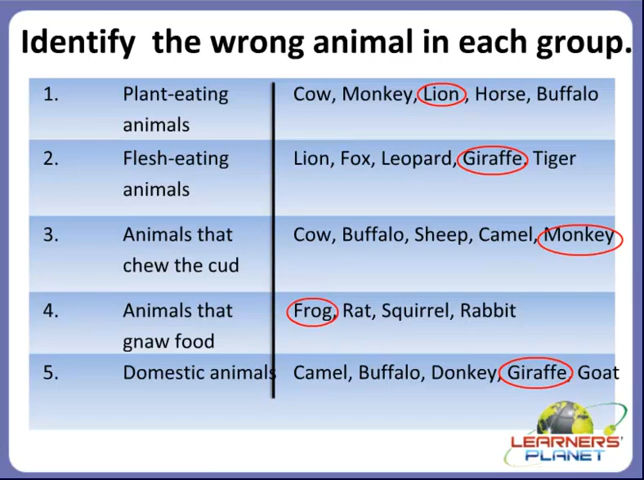 Identify the wrong animal in each group.
1. Plant-eating animals Cow, Monkey, Lion , Horse, Buffalo
2. Flesh-eating animals Lion, Fox, Leopard, Giraffe, Tiger
3. Animals that chew the cud Cow, Buffalo, Sheep, Camel, Monkey
4. Animals that gnaw food Frog, Rat, Squirrel, Rabbit
5. Domestic animals Camel, Buffalo, Donkey, Giraffe, Goat
LEARNERS'
PLANET